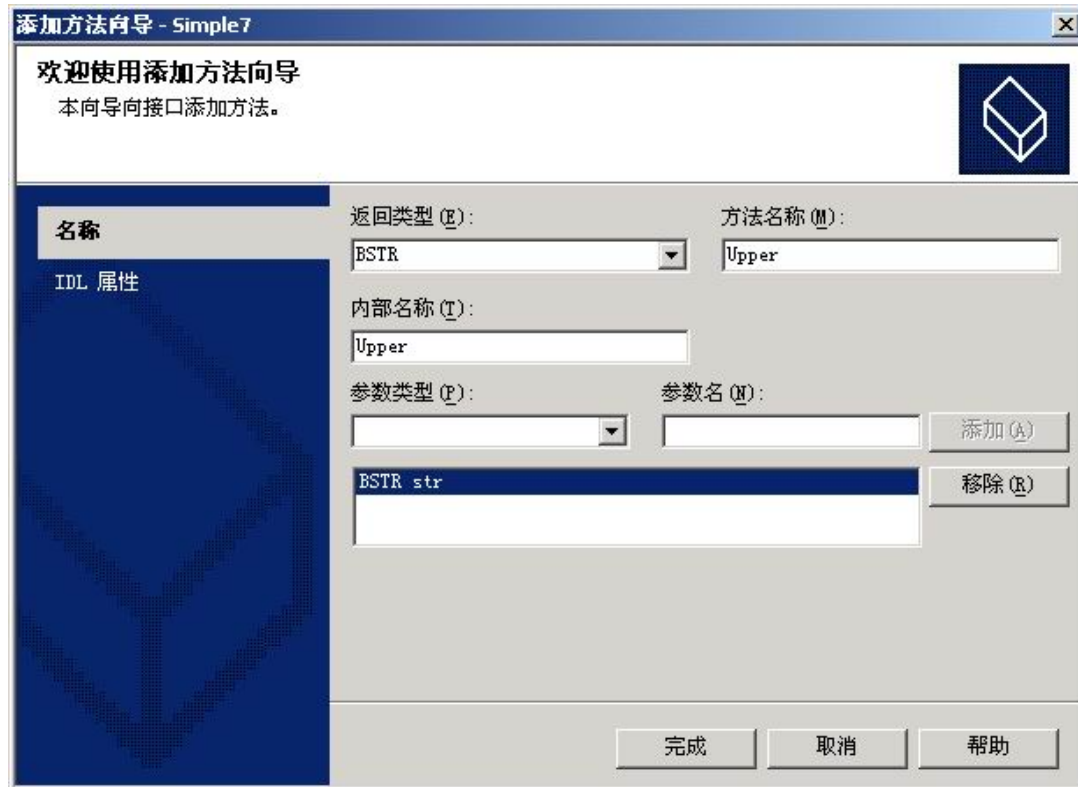 添加方法向导 - Simple7
欢迎使用添加方法向导
本向导向接口添加方法。
名称
IDL 属性
返回类型(E):
方法名称(M):
BSTR
Upper
内部名称(T):
Upper
参数类型(P):
参数名(N):
添加(A)
BSTR str
移除(R)
完成
取消
帮助